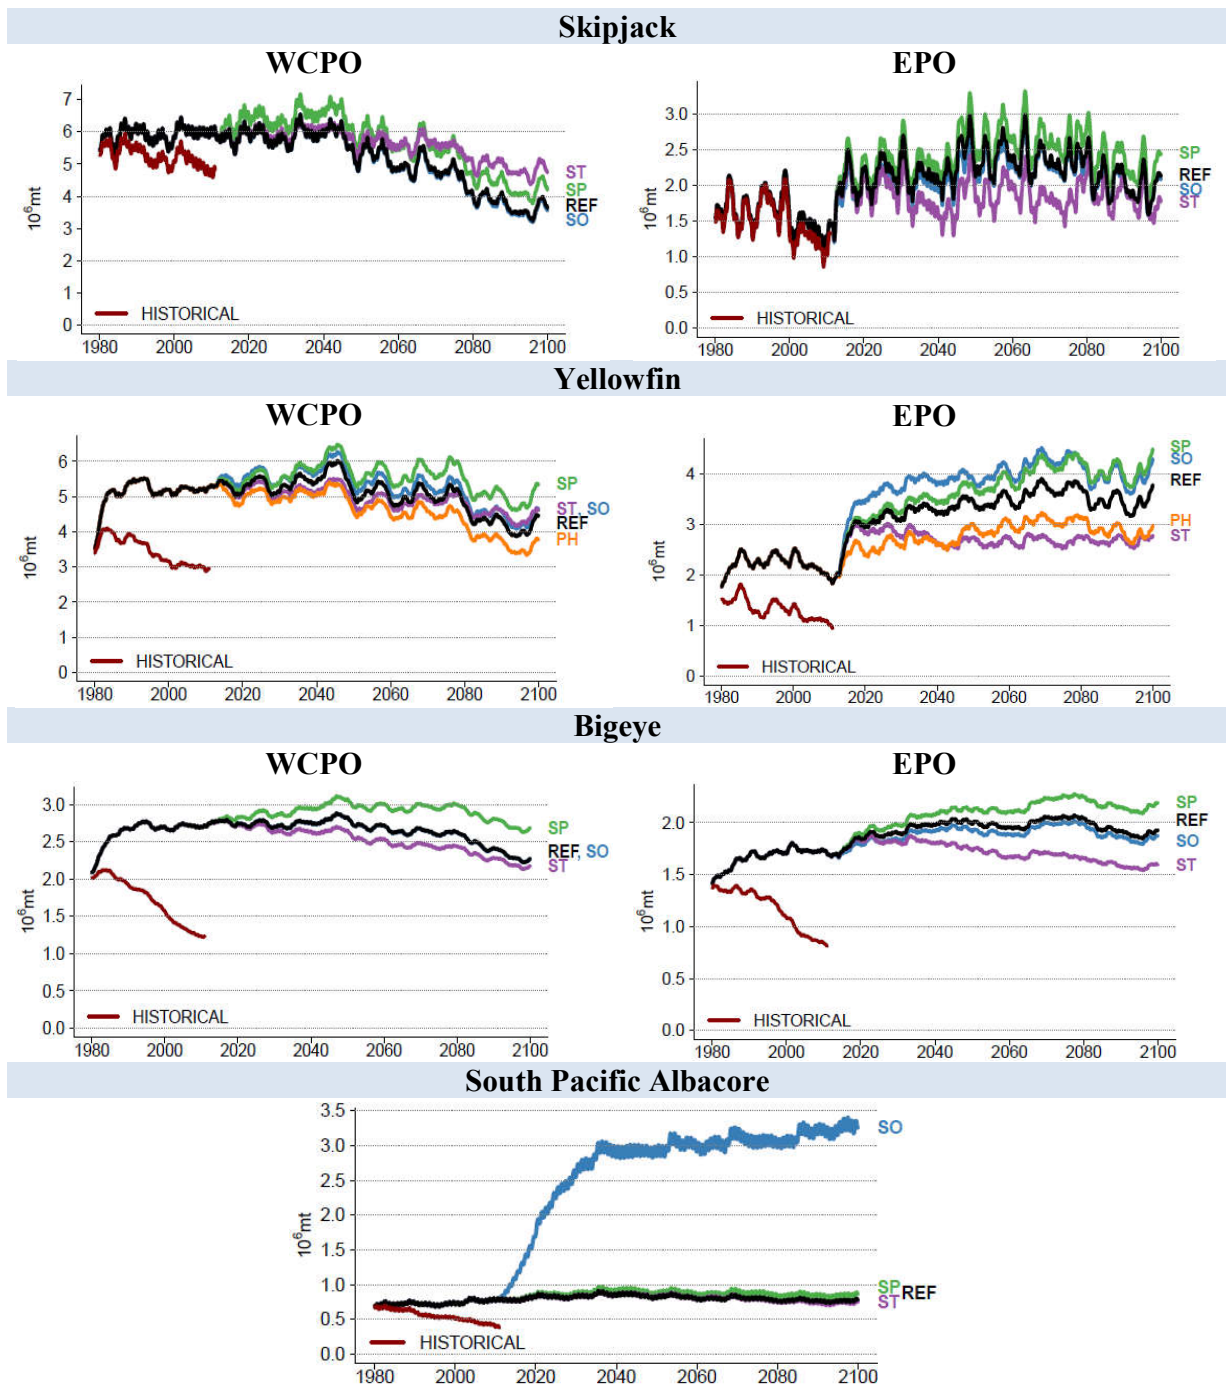 Skipjack
WCPO
7
6
5
4
3
2
1
0
10⁶mt
HISTORICAL
ST
SP
REF
SO
1980 2000 2020 2040 2060 2080 2100
EPO
3.0
2.5
2.0
1.5
1.0
0.5
0.0
10⁶mt
HISTORICAL
SP
REF
SO
ST
1980 2000 2020 2040 2060 2080 2100
Yellowfin
WCPO
6
5
4
3
2
1
0
10⁶mt
HISTORICAL
SP
ST, SO
REF
PH
1980 2000 2020 2040 2060 2080 2100
EPO
4
3
2
1
0
10⁶mt
HISTORICAL
SP
SO
REF
PH
ST
1980 2000 2020 2040 2060 2080 2100
Bigeye
WCPO
3.0
2.5
2.0
1.5
1.0
0.5
0.0
10⁶mt
HISTORICAL
SP
REF, SO
ST
1980 2000 2020 2040 2060 2080 2100
EPO
2.0
1.5
1.0
0.5
0.0
10⁶mt
HISTORICAL
SP
REF
SO
ST
1980 2000 2020 2040 2060 2080 2100
South Pacific Albacore
3.5
3.0
2.5
2.0
1.5
1.0
0.5
0.0
10⁶mt
HISTORICAL
SO
SP REF
ST
1980 2000 2020 2040 2060 2080 2100